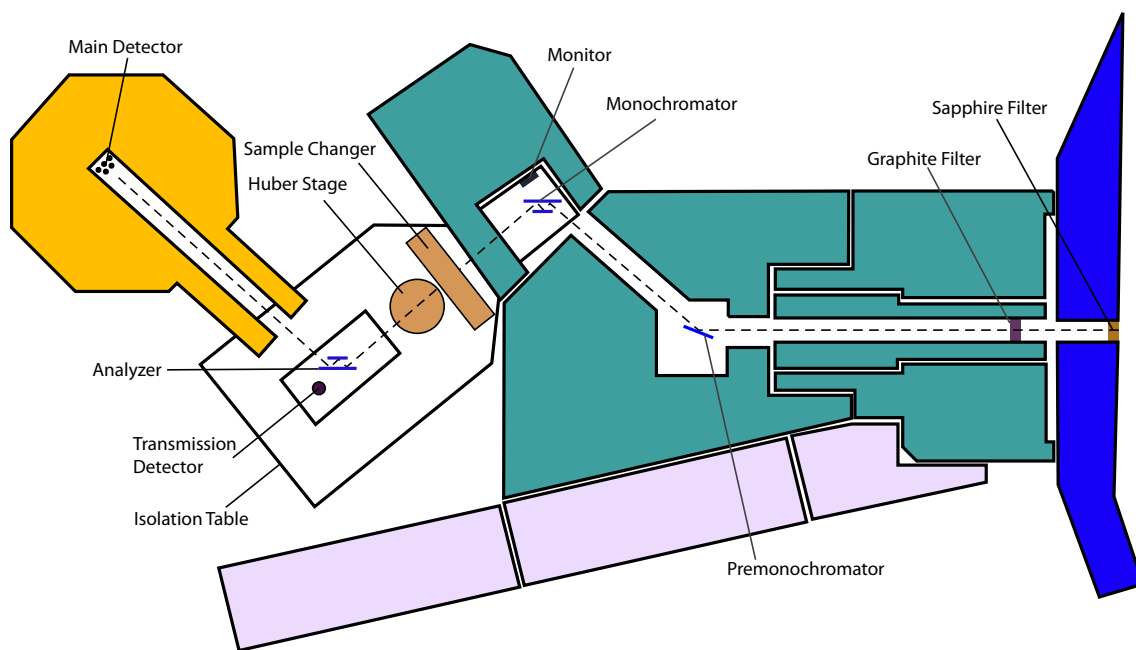 Main Detector
Monitor
Monochromator
Sapphire Filter
Sample Changer
Graphite Filter
Huber Stage
Analyzer
Transmission
Detector
Isolation Table
Premonochromator